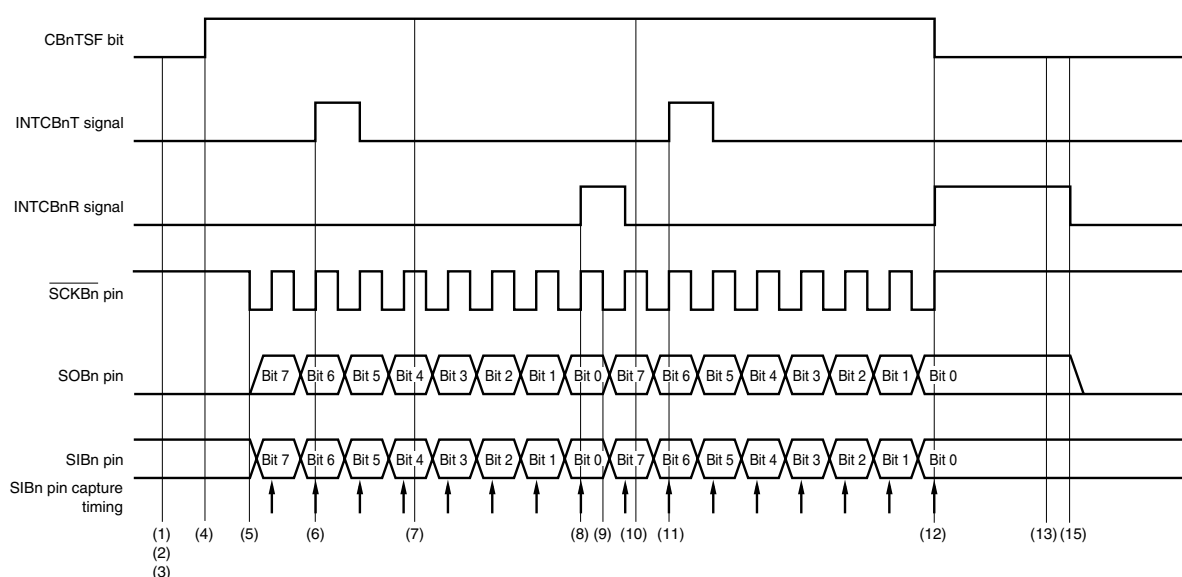 CBnTSF bit
INTCBnT signal
INTCBnR signal
SCKBn pin
SOBn pin
Bit 7 Bit 6 Bit 5 Bit 4 Bit 3 Bit 2 Bit 1 Bit 0 Bit 7 Bit 6 Bit 5 Bit 4 Bit 3 Bit 2 Bit 1 Bit 0
SIBn pin
Bit 7 Bit 6 Bit 5 Bit 4 Bit 3 Bit 2 Bit 1 Bit 0 Bit 7 Bit 6 Bit 5 Bit 4 Bit 3 Bit 2 Bit 1 Bit 0
SIBn pin capture
timing
(1) (4) (5) (6) (7) (8) (9) (10) (11) (12) (13) (15)
(2)
(3)